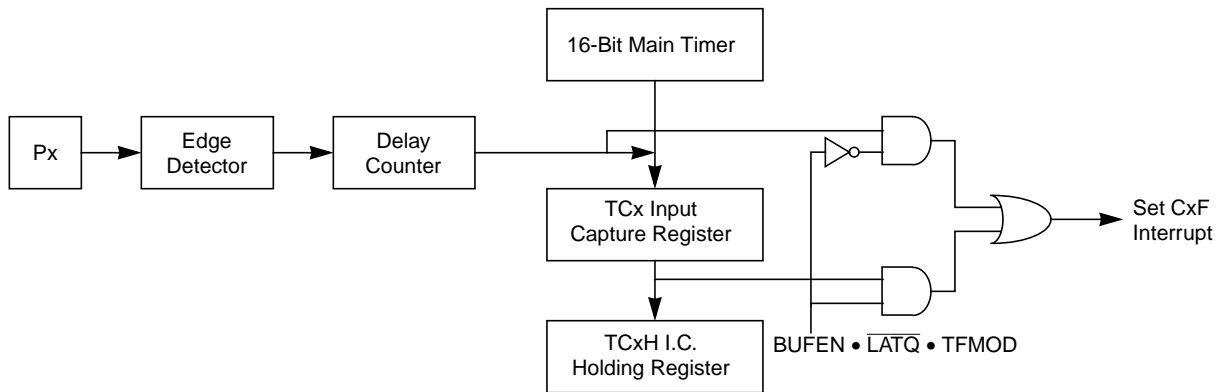 16-Bit Main Timer
Px
Edge
Detector
Delay
Counter
TCx Input
Capture Register
Set CxF
Interrupt
TCxH I.C.
Holding Register
BUFEN • L̅A̅T̅Q̅ • TFMOD